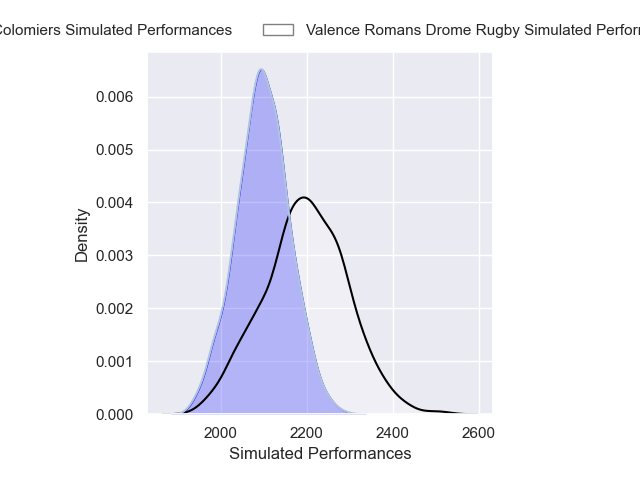 Colomiers Simulated Performances Valence Romans Drome Rugby Simulated Perfor
0.006
0.005
0.004
0.003
0.002
0.001
0.000
Density
2000 2200 2400 2600
Simulated Performances